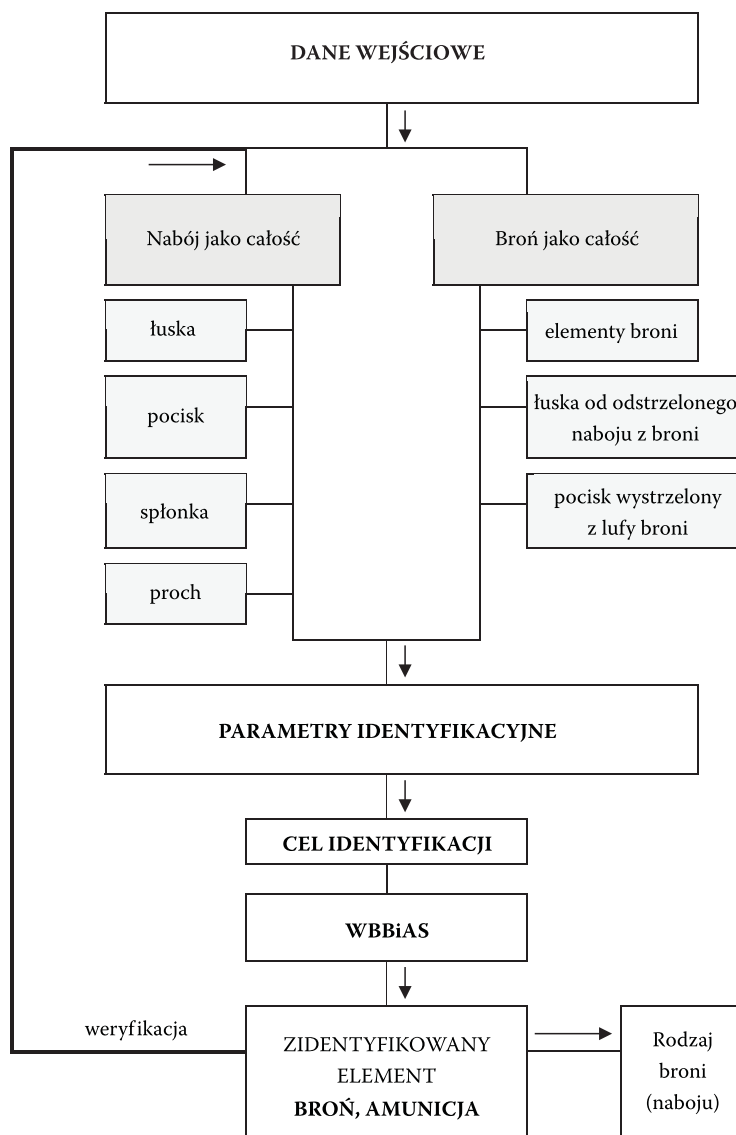 DANE WEJŚCIOWE
Nabój jako całość
Broń jako całość
łuska
elementy broni
pocisk
łuska od odstrzelonego
naboju z broni
spłonka
pocisk wystrzelony
z lufy broni
proch
PARAMETRY IDENTYFIKACYJNE
CEL IDENTYFIKACJI
WBBiAS
weryfikacja
ZIDENTYFIKOWANY
ELEMENT
BROŃ, AMUNICJA
Rodzaj
broni
(naboju)